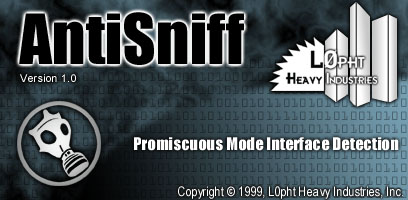 AntiSniff
Version 1.0
L0PHT
HEAVY INDUSTRIES
Promiscuous Mode Interface Detection
Copyright © 1999, L0pht Heavy Industries, Inc.